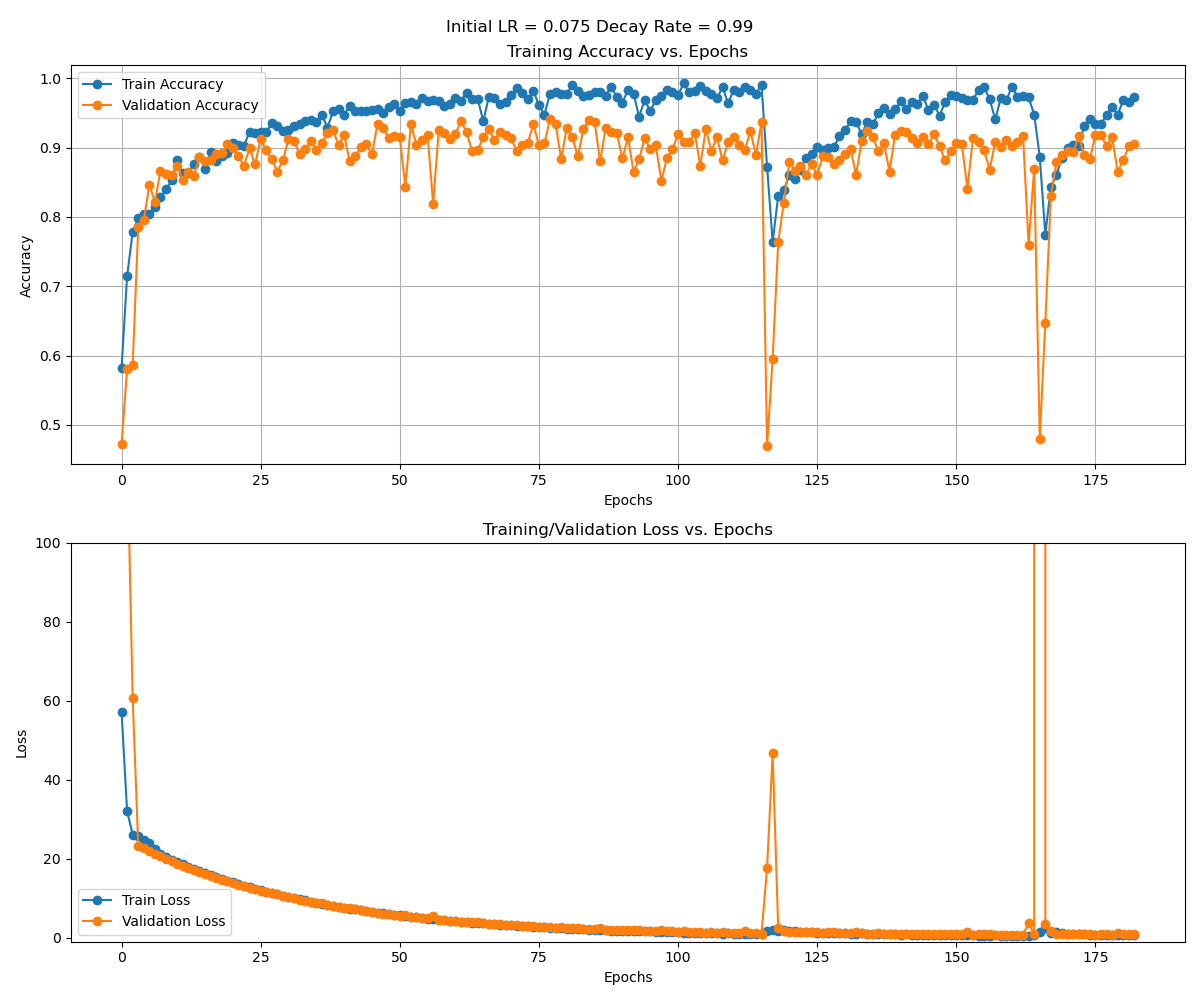 Initial LR = 0.075 Decay Rate = 0.99
Training Accuracy vs. Epochs
Train Accuracy
Validation Accuracy
Accuracy
1.0
0.9
0.8
0.7
0.6
0.5
0 25 50 75 100 125 150 175
Epochs
Training/Validation Loss vs. Epochs
Loss
100
80
60
40
20
0
Train Loss
Validation Loss
0 25 50 75 100 125 150 175
Epochs